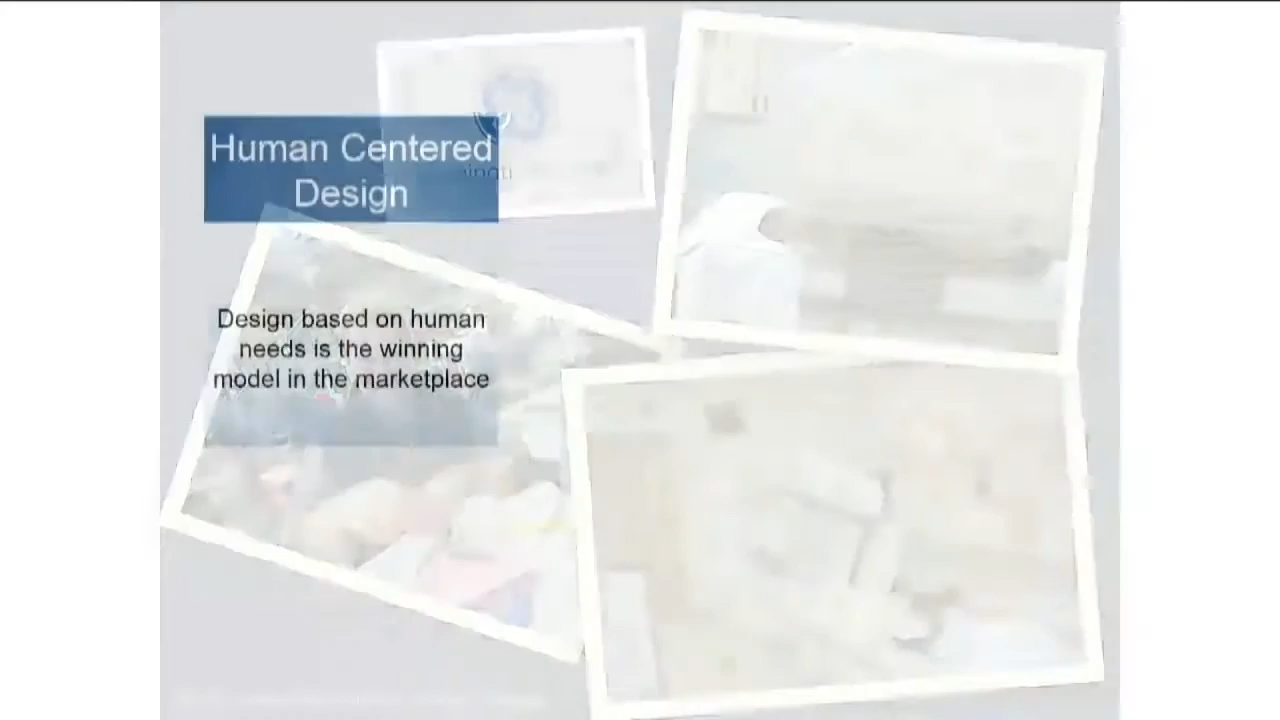 Human Centered
Design
Design based on human
needs is the winning
model in the marketplace